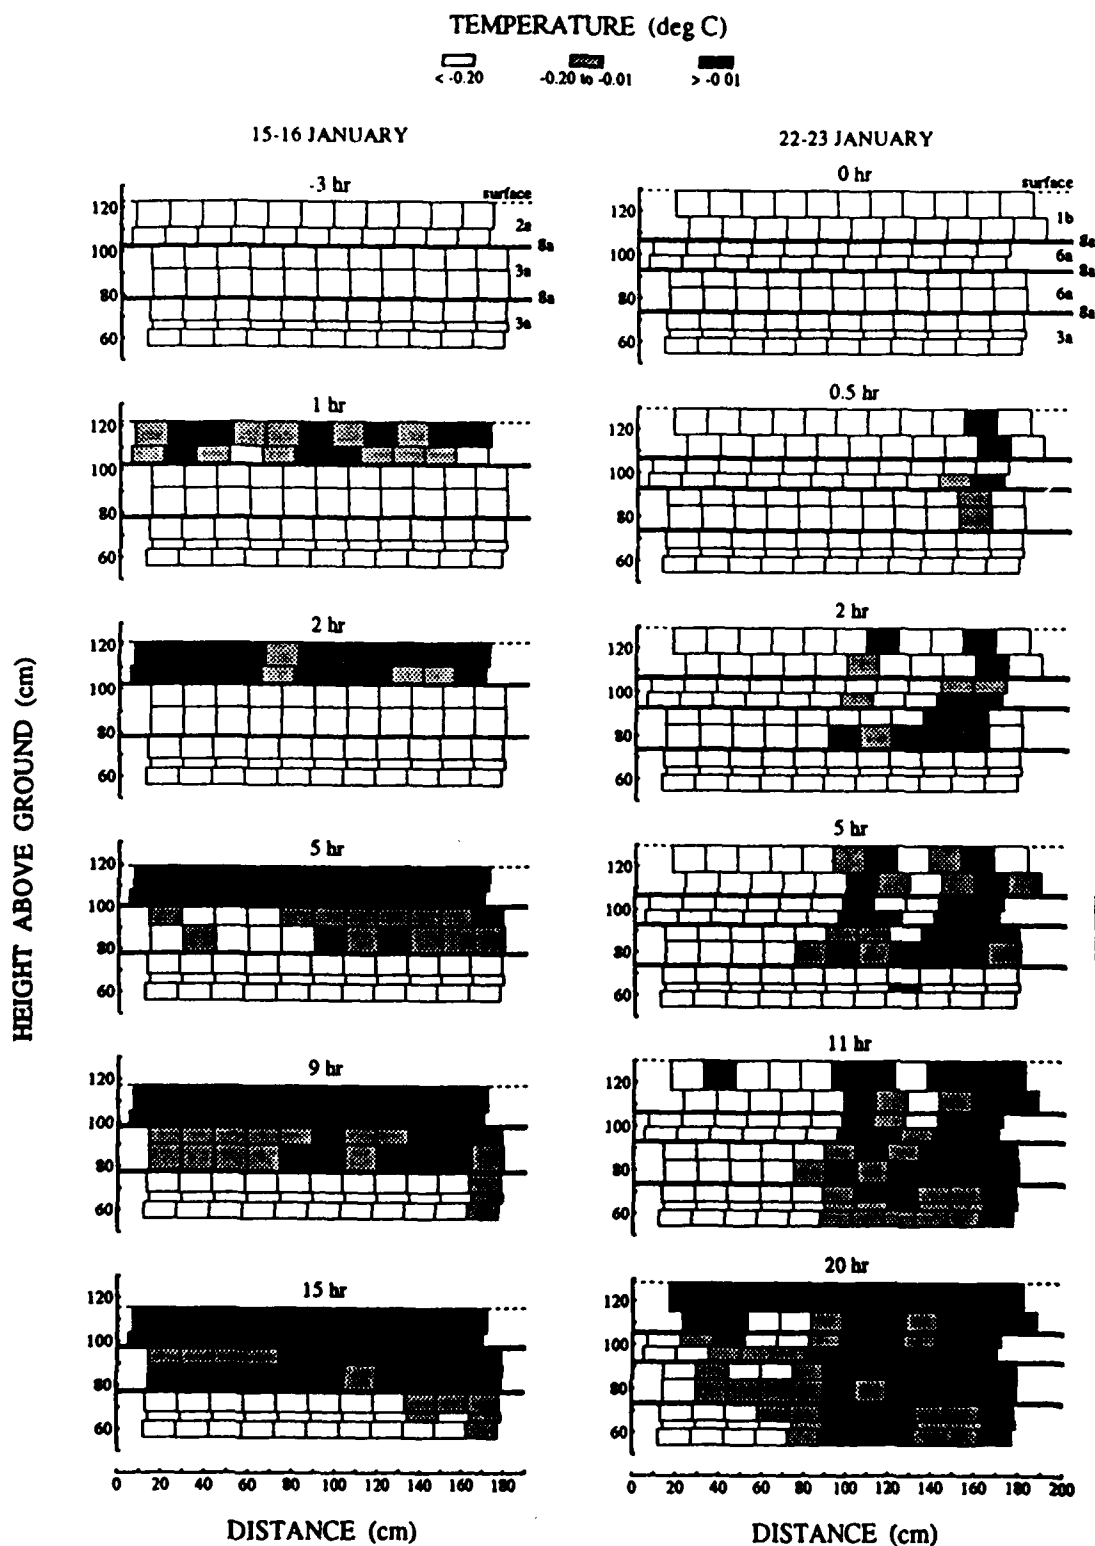 TEMPERATURE (deg C)
< -0.20 -0.20 to -0.01 > -0 01
15-16 JANUARY
22-23 JANUARY
HEIGHT ABOVE GROUND (cm)
-3 hr
surface
120
2a
8a
100
3a
80
8a
3a
60
1 hr
120
100
80
60
2 hr
120
100
80
60
5 hr
120
100
80
60
9 hr
120
100
80
60
15 hr
120
100
80
60
0 20 40 60 80 100 120 140 160 180
DISTANCE (cm)
0 hr
surface
120
1b
8a
100
6a
8a
80
6a
8a
60
3a
0.5 hr
120
100
80
60
2 hr
120
100
80
60
5 hr
120
100
80
60
11 hr
120
100
80
60
20 hr
120
100
80
60
0 20 40 60 80 100 120 140 160 180 200
DISTANCE (cm)